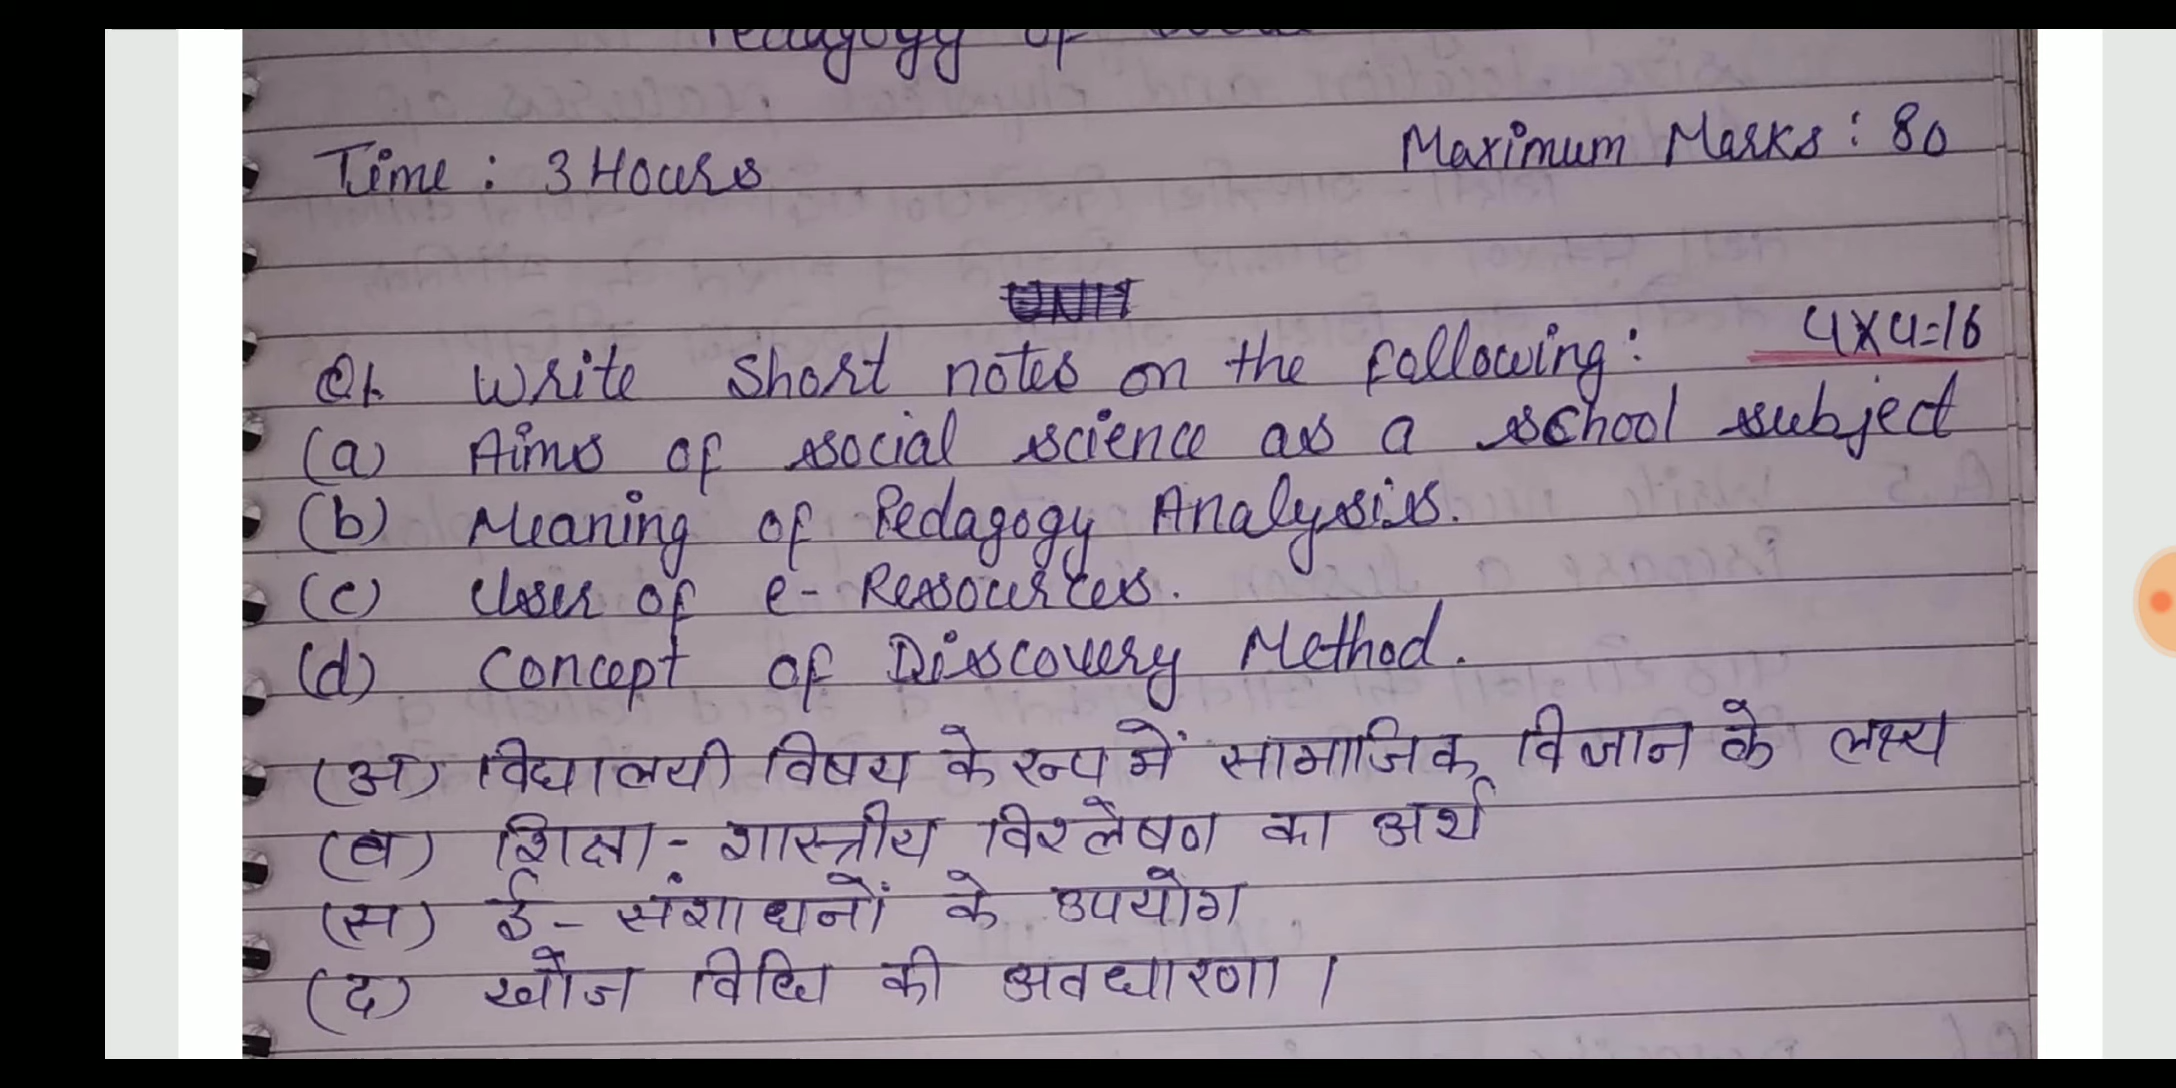 Pedagogy of
Time : 3 Hours
Maximum Marks : 80
Q1. Write short notes on the following : 4x4=16
(a) Aims of social science as a school subject
(b) Meaning of Pedagogy Analysis.
(c) Uses of e-Resources.
(d) Concept of Discovery Method.
(अ) विद्यालयी विषय के रूप में सामाजिक विज्ञान के लक्ष्य
(ब) शिक्षा-शास्त्रीय विश्लेषण का अर्थ
(स) ई-संशाधनों के उपयोग
(द) खोज विधि की अवधारणा ।